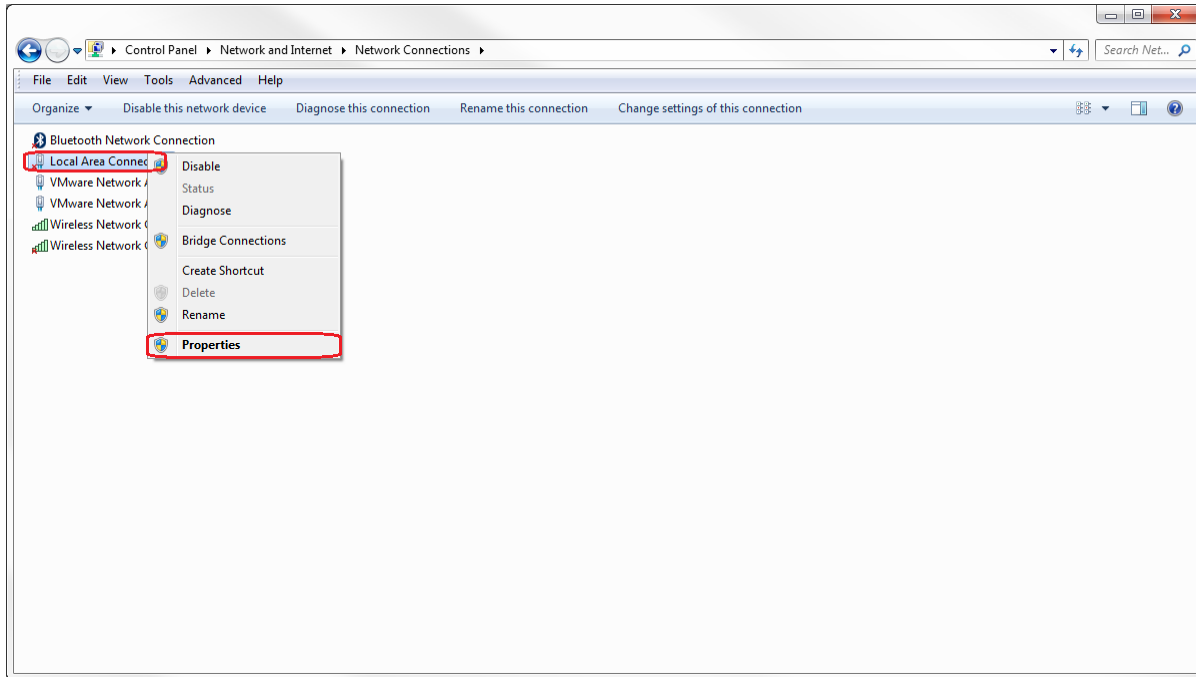 Control Panel Network and Internet Network Connections Search Net...
File Edit View Tools Advanced Help
Organize Disable this network device Diagnose this connection Rename this connection Change settings of this connection
Bluetooth Network Connection
Local Area Connec
VMware Network
VMware Network
Wireless Network
Wireless Network
Disable
Status
Diagnose
Bridge Connections
Create Shortcut
Delete
Rename
Properties